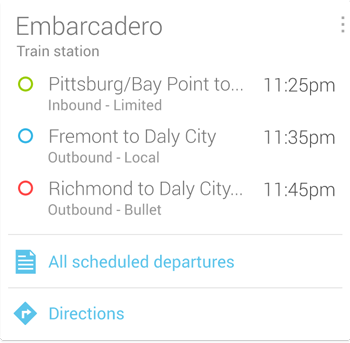 Embarcadero
Train station
Pittsburg/Bay Point to... 11:25pm
Inbound - Limited
Fremont to Daly City 11:35pm
Outbound - Local
Richmond to Daly City... 11:45pm
Outbound - Bullet
All scheduled departures
Directions